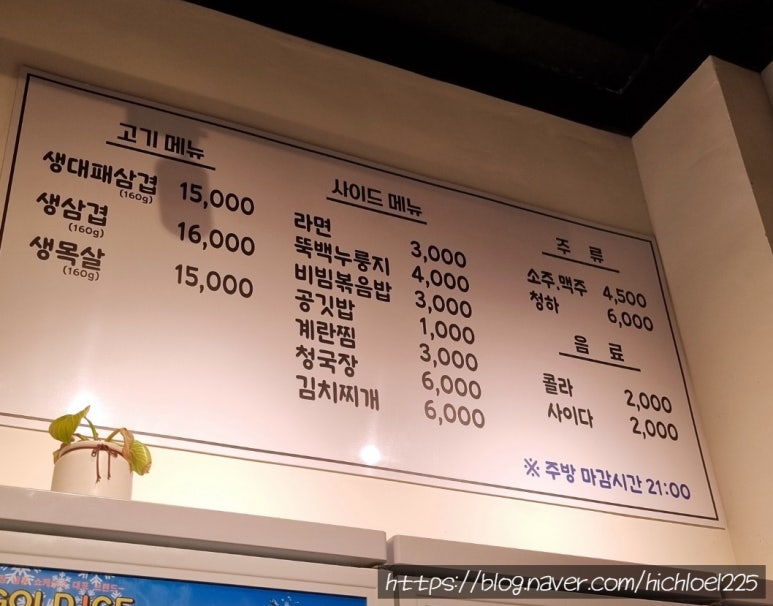 고기 메뉴
생대패삼겹 15,000
(160g)
생삼겹 16,000
(160g)
생목살 15,000
(160g)
사이드 메뉴
라면 3,000
뚝백누룽지 4,000
비빔볶음밥 3,000
공깃밥 1,000
계란찜 3,000
청국장 6,000
김치찌개 6,000
주 류
소주.맥주 4,500
청하 6,000
음 료
콜라 2,000
사이다 2,000
※ 주방 마감시간 21:00
https://blog.naver.com/hichloel225